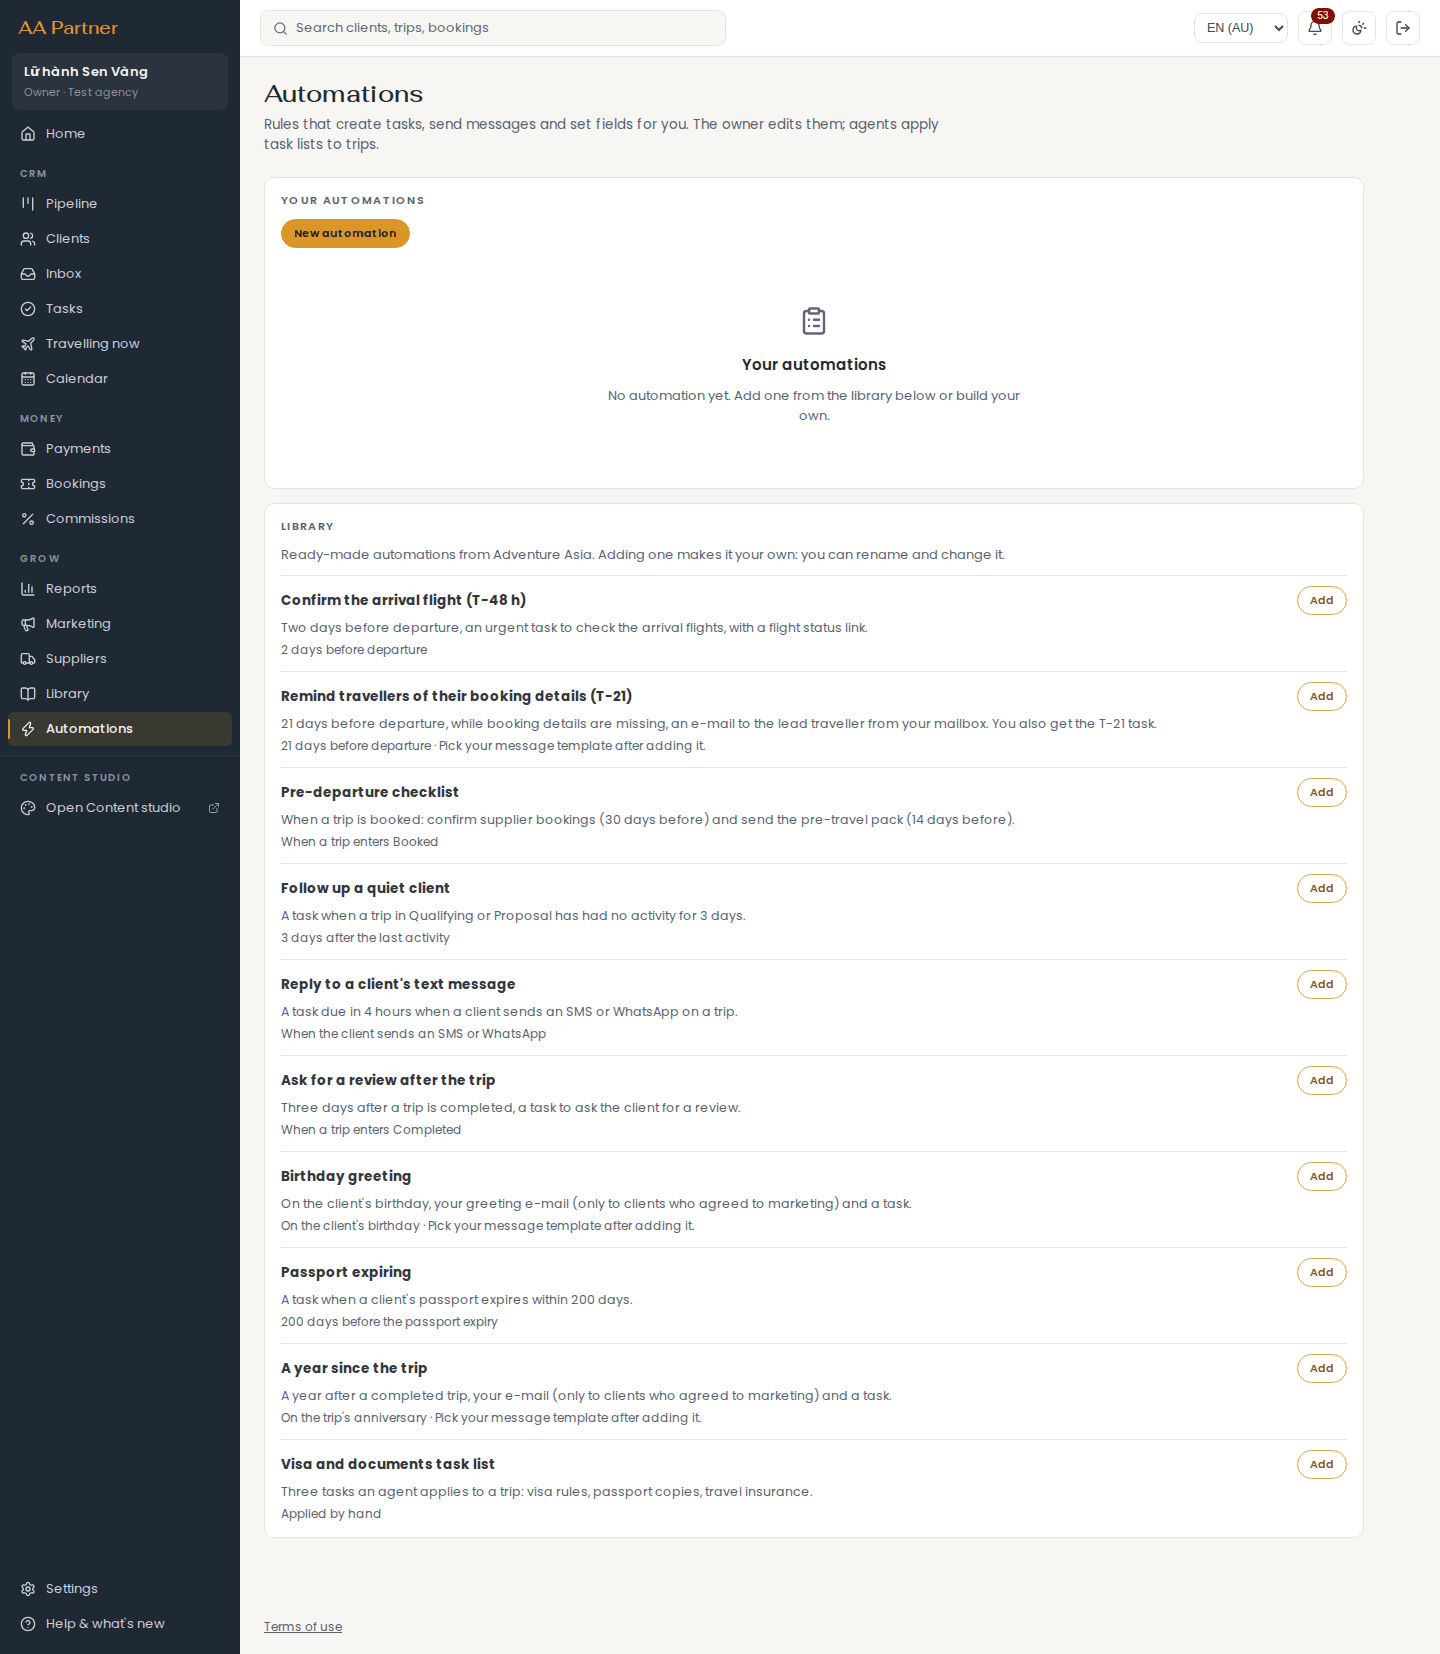 AA Partner
Lữ hành Sen Vàng
Owner · Test agency
Home
CRM
Pipeline
Clients
Inbox
Tasks
Travelling now
Calendar
MONEY
Payments
Bookings
Commissions
GROW
Reports
Marketing
Suppliers
Library
Automations
CONTENT STUDIO
Open Content studio
Settings
Help & what's new
Search clients, trips, bookings
EN (AU)
53
Automations
Rules that create tasks, send messages and set fields for you. The owner edits them; agents apply
task lists to trips.
YOUR AUTOMATIONS
New automation
Your automations
No automation yet. Add one from the library below or build your
own.
LIBRARY
Ready-made automations from Adventure Asia. Adding one makes it your own: you can rename and change it.
Confirm the arrival flight (T-48 h)
Add
Two days before departure, an urgent task to check the arrival flights, with a flight status link.
2 days before departure
Remind travellers of their booking details (T-21)
Add
21 days before departure, while booking details are missing, an e-mail to the lead traveller from your mailbox. You also get the T-21 task.
21 days before departure · Pick your message template after adding it.
Pre-departure checklist
Add
When a trip is booked: confirm supplier bookings (30 days before) and send the pre-travel pack (14 days before).
When a trip enters Booked
Follow up a quiet client
Add
A task when a trip in Qualifying or Proposal has had no activity for 3 days.
3 days after the last activity
Reply to a client's text message
Add
A task due in 4 hours when a client sends an SMS or WhatsApp on a trip.
When the client sends an SMS or WhatsApp
Ask for a review after the trip
Add
Three days after a trip is completed, a task to ask the client for a review.
When a trip enters Completed
Birthday greeting
Add
On the client's birthday, your greeting e-mail (only to clients who agreed to marketing) and a task.
On the client's birthday · Pick your message template after adding it.
Passport expiring
Add
A task when a client's passport expires within 200 days.
200 days before the passport expiry
A year since the trip
Add
A year after a completed trip, your e-mail (only to clients who agreed to marketing) and a task.
On the trip's anniversary · Pick your message template after adding it.
Visa and documents task list
Add
Three tasks an agent applies to a trip: visa rules, passport copies, travel insurance.
Applied by hand
Terms of use